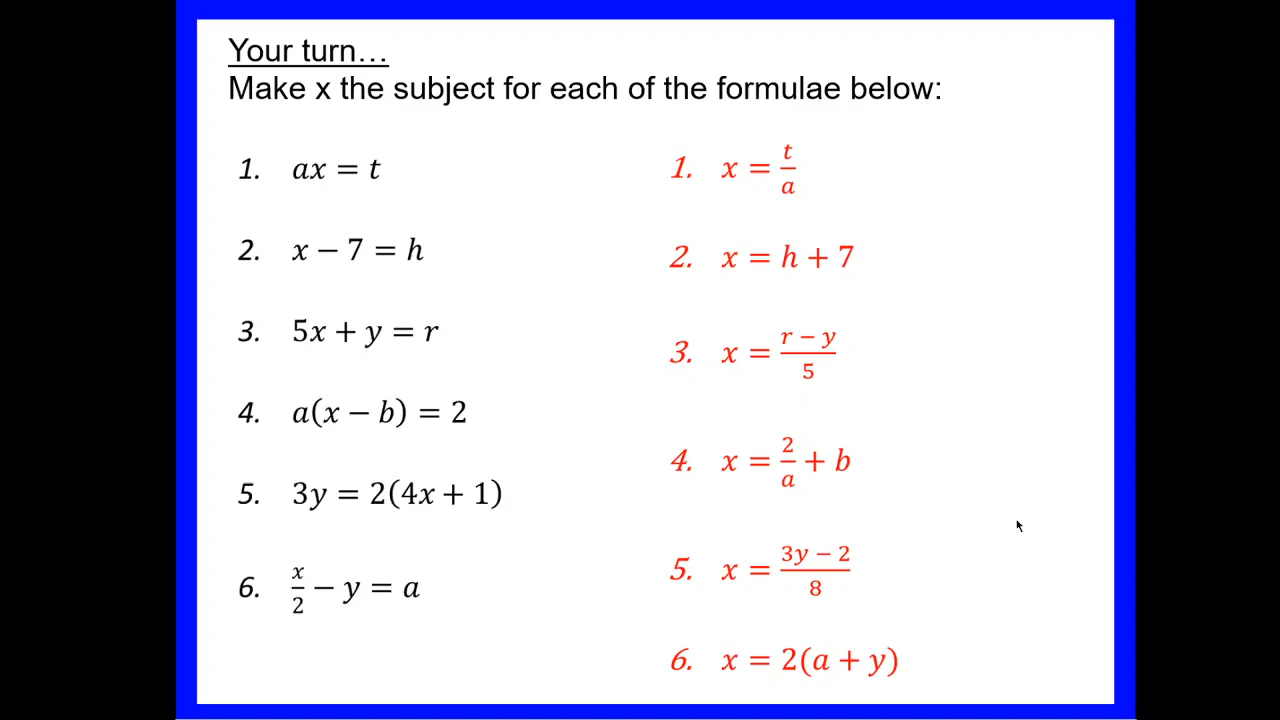 Your turn…
Make x the subject for each of the formulae below:
1. ax = t
2. x − 7 = h
3. 5x + y = r
4. a(x − b) = 2
5. 3y = 2(4x + 1)
6. x/2 − y = a
1. x = t/a
2. x = h + 7
3. x = (r − y)/5
4. x = 2/a + b
5. x = (3y − 2)/8
6. x = 2(a + y)